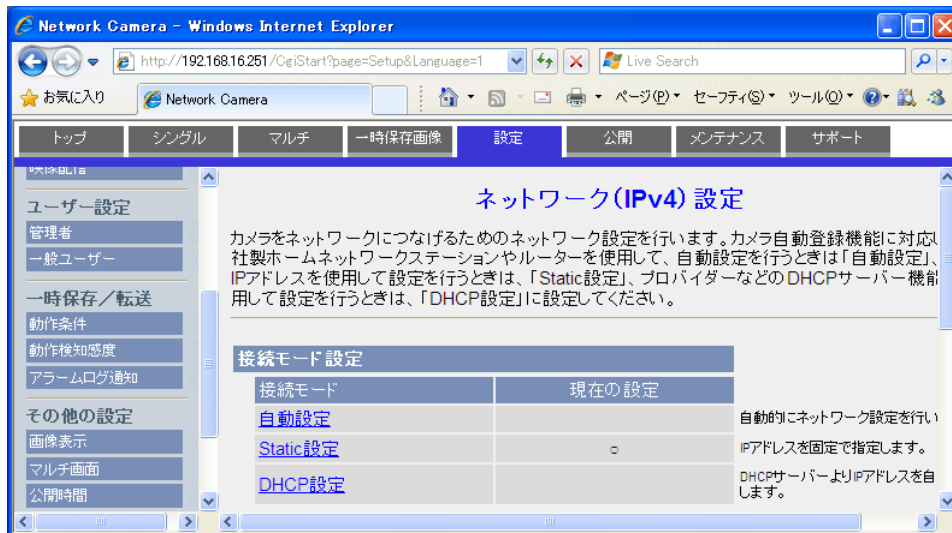 Network Camera - Windows Internet Explorer
http://192.168.16.251/CgiStart?page=Setup&Language=1
Live Search
お気に入り
Network Camera
ページ(P)
セーフティ(S)
ツール(O)
トップ
シングル
マルチ
一時保存画像
設定
公開
メンテナンス
サポート
映像配信
ユーザー設定
管理者
一般ユーザー
一時保存／転送
動作条件
動作検知感度
アラームログ通知
その他の設定
画像表示
マルチ画面
公開時間
ネットワーク(IPv4) 設定
カメラをネットワークにつなげるためのネットワーク設定を行います。カメラ自動登録機能に対応し
社製ホームネットワークステーションやルーターを使用して、自動設定を行うときは「自動設定」、
IPアドレスを使用して設定を行うときは、「Static設定」、プロバイダーなどのDHCPサーバー機能
用して設定を行うときは、「DHCP設定」に設定してください。
接続モード設定
接続モード 現在の設定
自動設定 自動的にネットワーク設定を行い
Static設定 ○ IPアドレスを固定で指定します。
DHCP設定 DHCPサーバーよりIPアドレスを自
します。